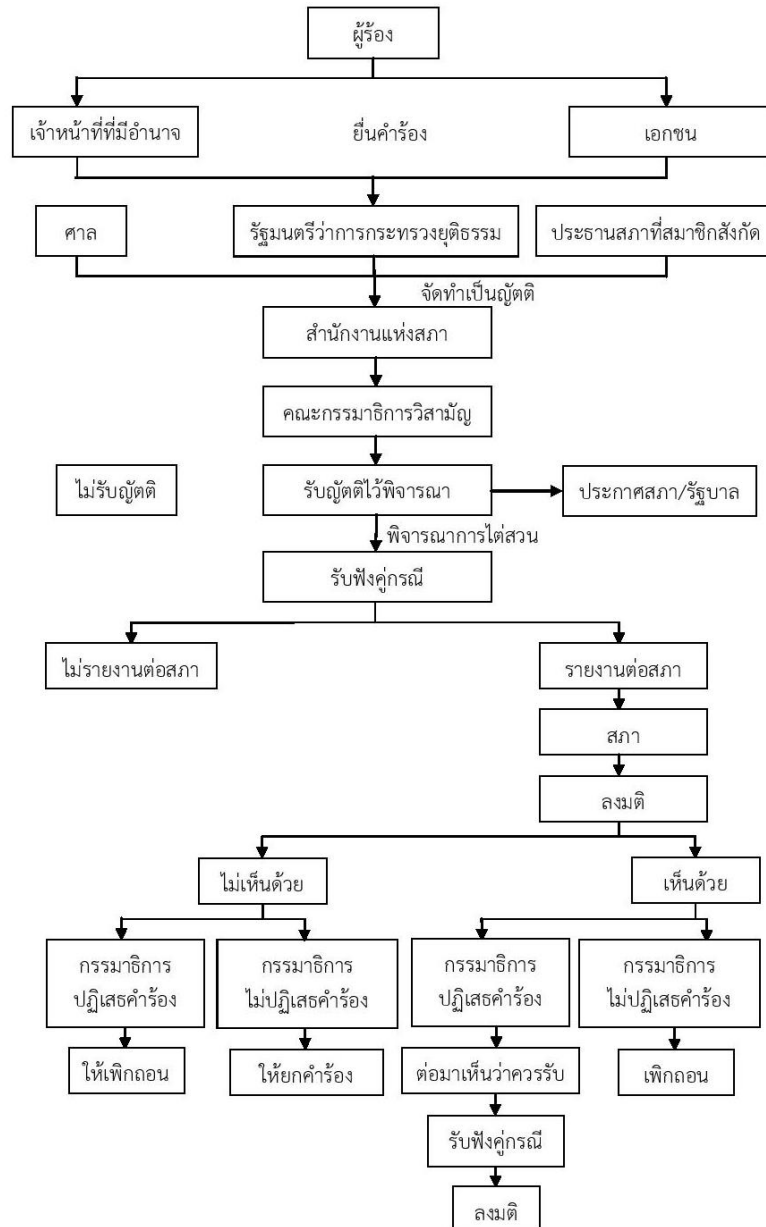 ผู้ร้อง
เจ้าหน้าที่ที่มีอำนาจ
ยื่นคำร้อง
เอกชน
ศาล
รัฐมนตรีว่าการกระทรวงยุติธรรม
ประธานสภาที่สมาชิกสังกัด
จัดทำเป็นญัตติ
สำนักงานแห่งสภา
คณะกรรมาธิการวิสามัญ
ไม่รับญัตติ
รับญัตติไว้พิจารณา
ประกาศสภา/รัฐบาล
พิจารณาการไต่สวน
รับฟังคู่กรณี
ไม่รายงานต่อสภา
รายงานต่อสภา
สภา
ลงมติ
ไม่เห็นด้วย
เห็นด้วย
กรรมาธิการ
ปฏิเสธคำร้อง
กรรมาธิการ
ไม่ปฏิเสธคำร้อง
กรรมาธิการ
ปฏิเสธคำร้อง
กรรมาธิการ
ไม่ปฏิเสธคำร้อง
ให้เพิกถอน
ให้ยกคำร้อง
ต่อมาเห็นว่าควรรับ
เพิกถอน
รับฟังคู่กรณี
ลงมติ